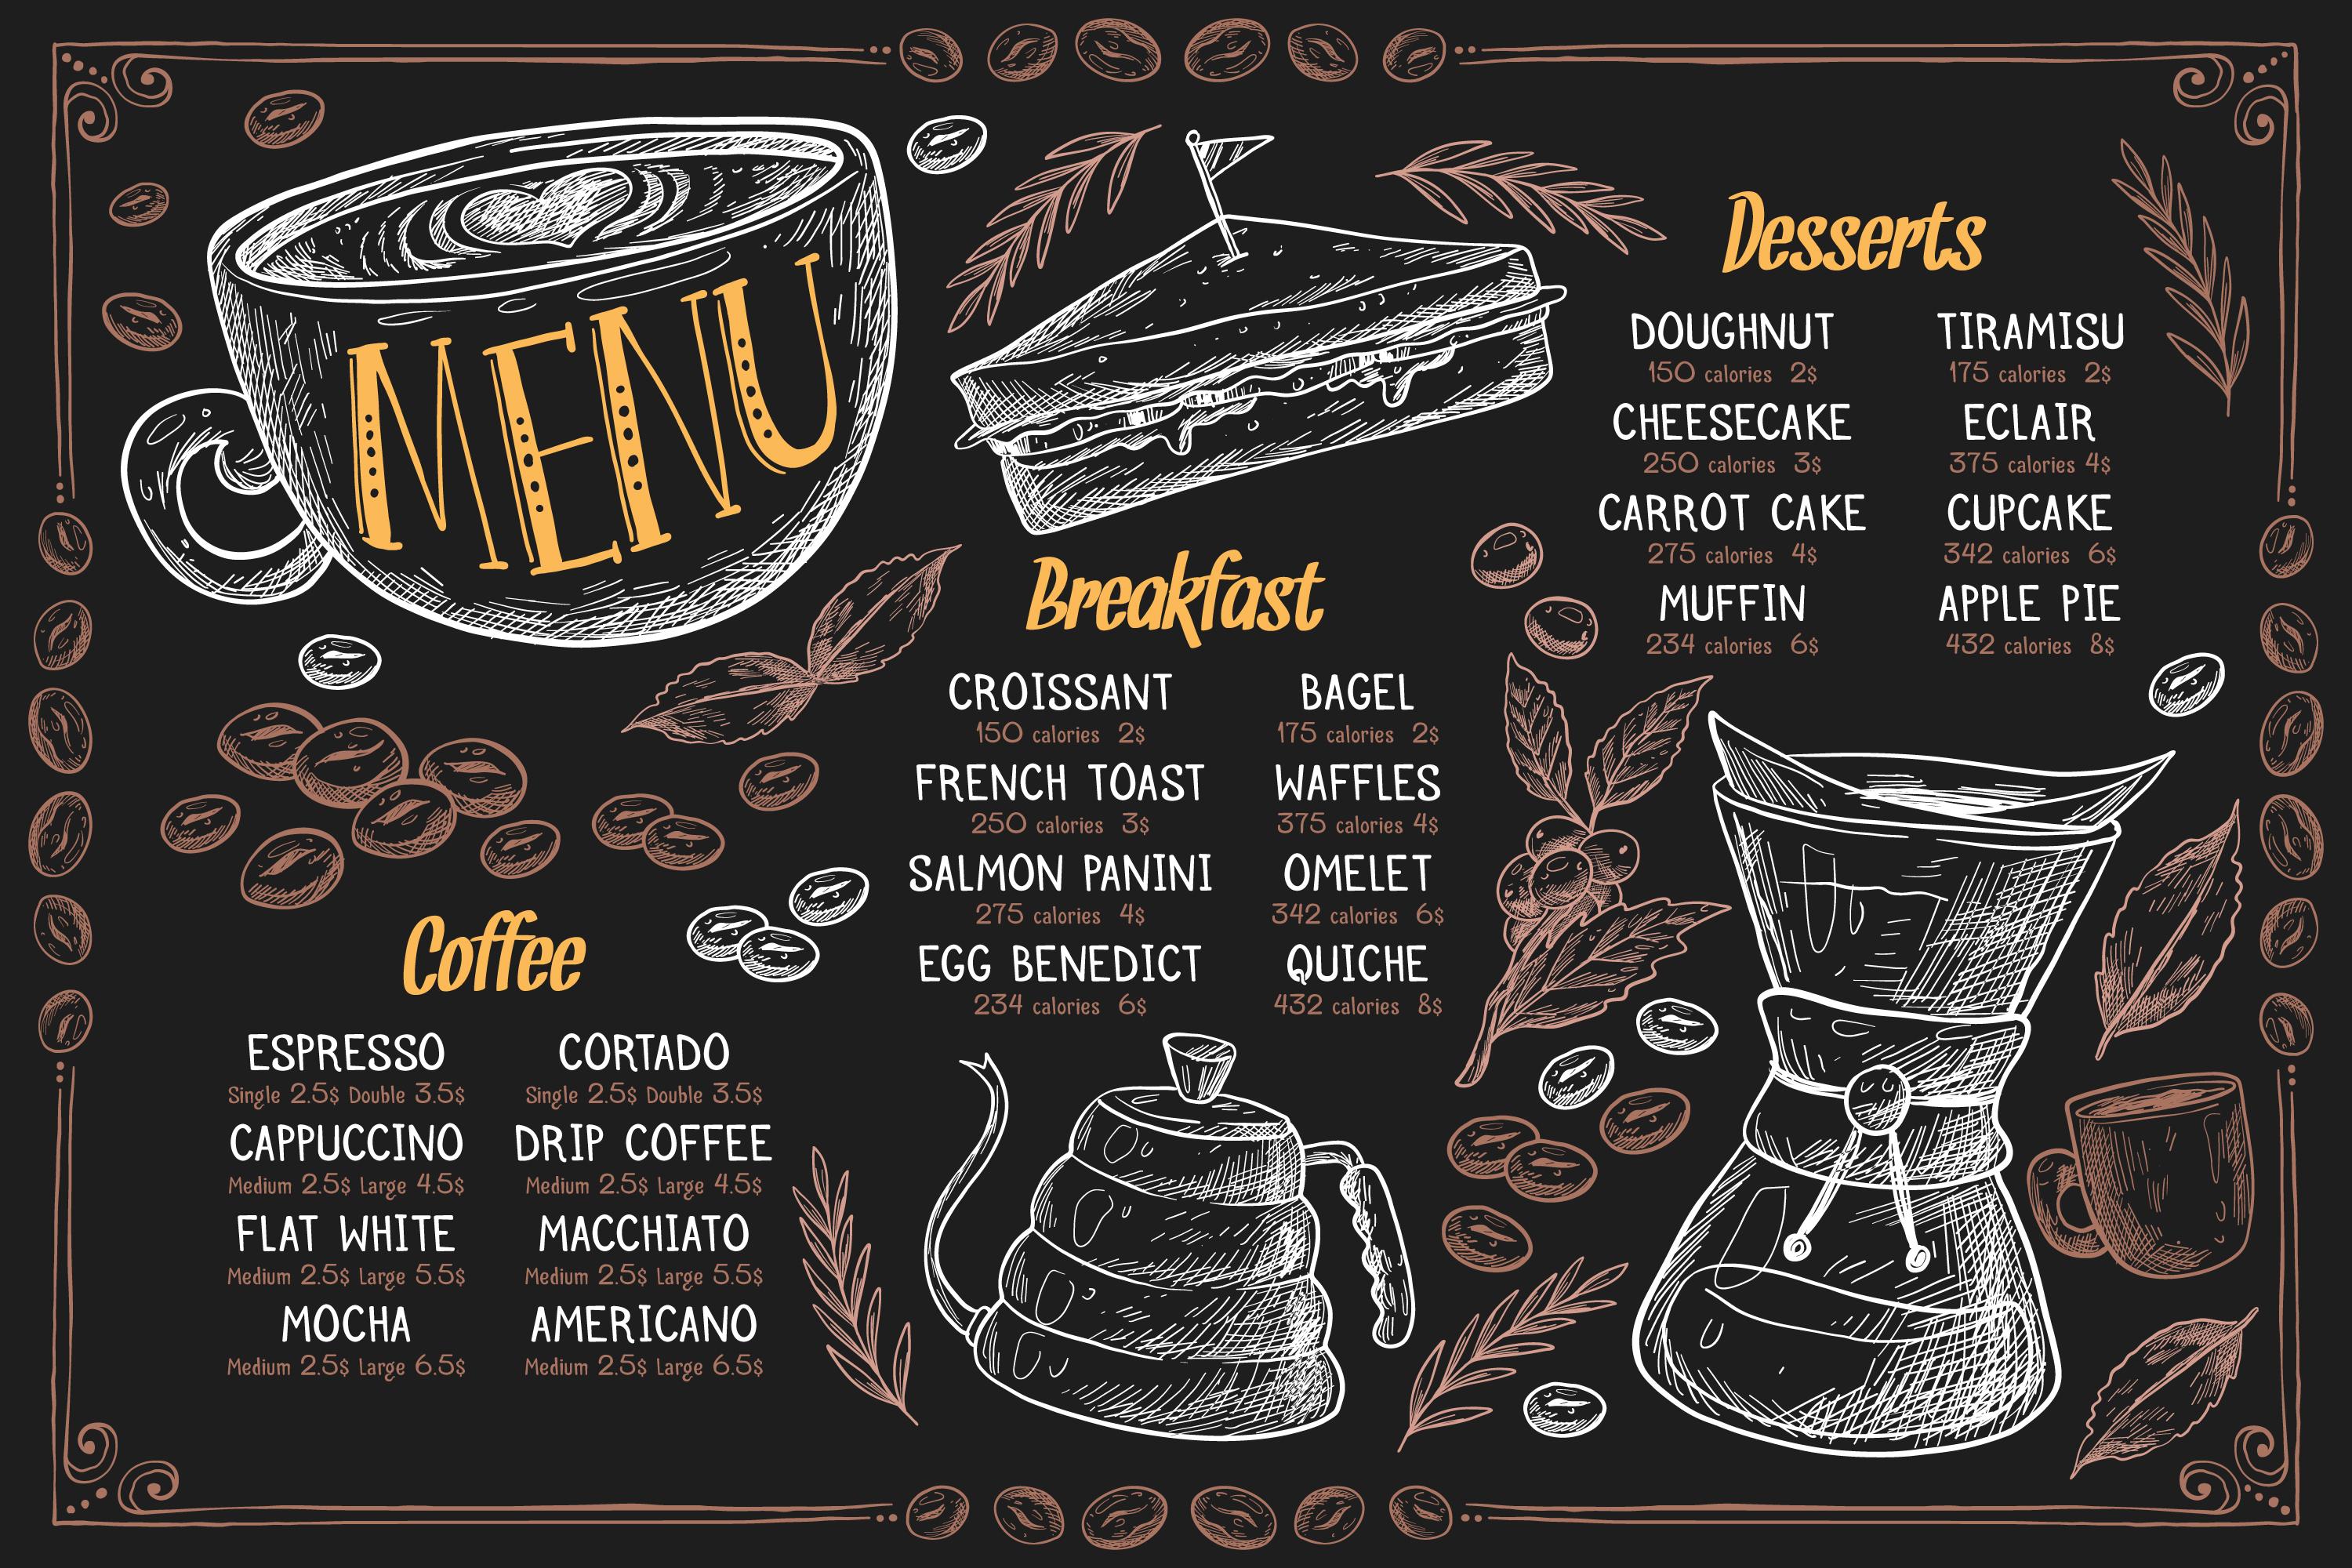 MENU
Coffee
ESPRESSO
Single 2.5$ Double 3.5$
CAPPUCCINO
Medium 2.5$ Large 4.5$
FLAT WHITE
Medium 2.5$ Large 5.5$
MOCHA
Medium 2.5$ Large 6.5$
CORTADO
Single 2.5$ Double 3.5$
DRIP COFFEE
Medium 2.5$ Large 4.5$
MACCHIATO
Medium 2.5$ Large 5.5$
AMERICANO
Medium 2.5$ Large 6.5$
Breakfast
CROISSANT
150 calories 2$
FRENCH TOAST
250 calories 3$
SALMON PANINI
275 calories 4$
EGG BENEDICT
234 calories 6$
BAGEL
175 calories 2$
WAFFLES
375 calories 4$
OMELET
342 calories 6$
QUICHE
432 calories 8$
Desserts
DOUGHNUT
150 calories 2$
CHEESECAKE
250 calories 3$
CARROT CAKE
275 calories 4$
MUFFIN
234 calories 6$
TIRAMISU
175 calories 2$
ECLAIR
375 calories 4$
CUPCAKE
342 calories 6$
APPLE PIE
432 calories 8$